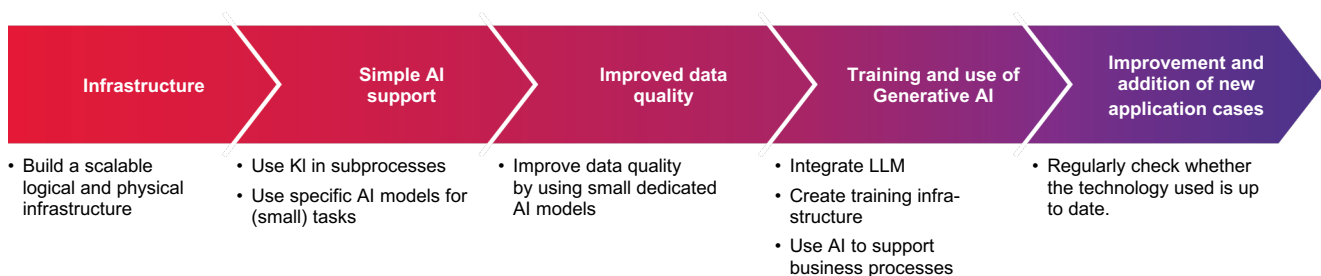 Infrastructure
Simple AI
support
Improved data
quality
Training and use of
Generative AI
Improvement and
addition of new
application cases
• Build a scalable
logical and physical
infrastructure
• Use KI in subprocesses
• Use specific AI models for
(small) tasks
• Improve data quality
by using small dedicated
AI models
• Integrate LLM
• Create training infra-
structure
• Use AI to support
business processes
• Regularly check whether
the technology used is up
to date.